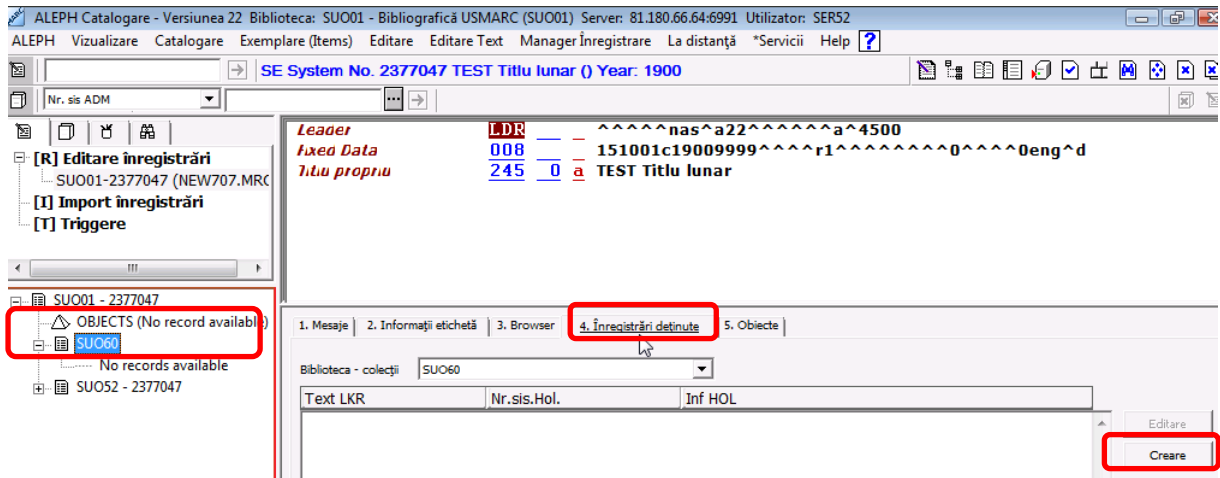 ALEPH Catalogare - Versiunea 22 Biblioteca: SUO01 - Bibliografică USMARC (SUO01) Server: 81.180.66.64:6991 Utilizator: SER52
ALEPH Vizualizare Catalogare Exemplare (Items) Editare Editare Text Manager Înregistrare La distanţă *Servicii Help ?
SE System No. 2377047 TEST Titlu lunar () Year: 1900
Nr. sis ADM
[R] Editare înregistrări
SUO01-2377047 (NEW707.MRC
[I] Import înregistrări
[T] Triggere
Leader LDR ^^^^^nas^a22^^^^^^a^4500
Fixed Data 008 151001c19009999^^^^r1^^^^^^^^0^^^^0eng^d
Titlu propriu 245 0 a TEST Titlu lunar
SUO01 - 2377047
OBJECTS (No record available)
SUO60
No records available
SUO52 - 2377047
1. Mesaje 2. Informaţii etichetă 3. Browser 4. Înregistrări deţinute 5. Obiecte
Biblioteca - colecţii SUO60
Text LKR Nr.sis.Hol. Inf HOL
Editare
Creare